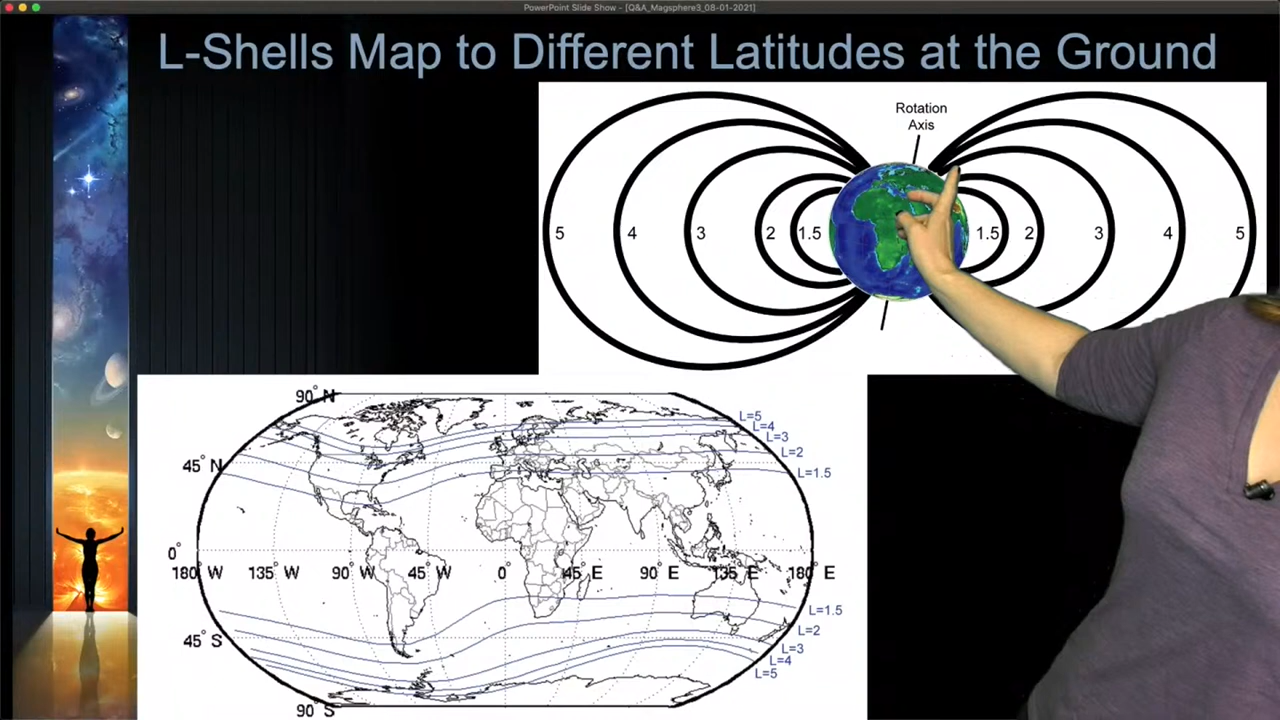 PowerPoint Slide Show - [Q&A_Magsphere3_08-01-2021]
L-Shells Map to Different Latitudes at the Ground
Rotation
Axis
5 4 3 2 1.5 1.5 2 3 4 5
90° N
45° N
0°
180° W 135° W 90° W 45° W 0° 45° E 90° E 135° E 180° E
45° S
90° S
L=5
L=4
L=3
L=2
L=1.5
L=1.5
L=2
L=3
L=4
L=5